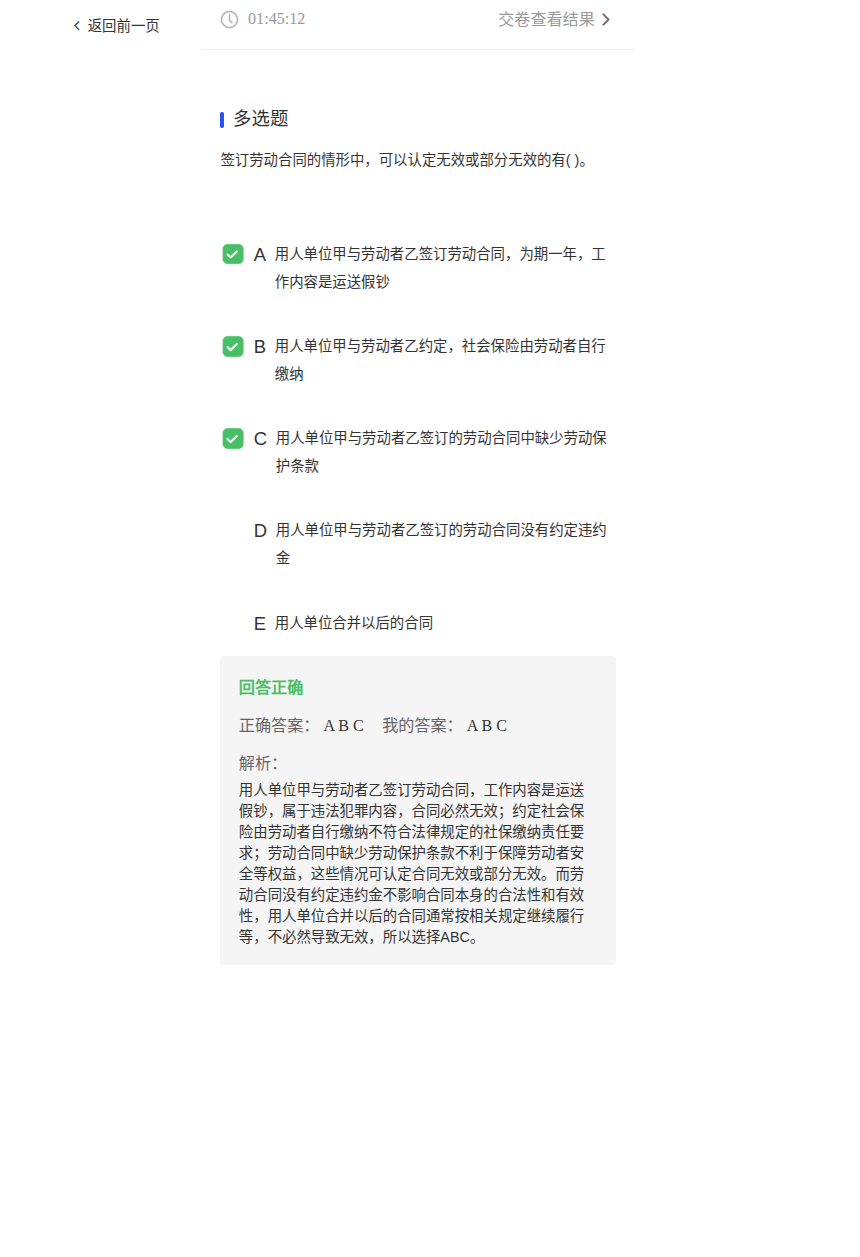 返回前一页
01:45:12
交卷查看结果
多选题
签订劳动合同的情形中，可以认定无效或部分无效的有( )。
A 用人单位甲与劳动者乙签订劳动合同，为期一年，工
作内容是运送假钞
B 用人单位甲与劳动者乙约定，社会保险由劳动者自行
缴纳
C 用人单位甲与劳动者乙签订的劳动合同中缺少劳动保
护条款
D 用人单位甲与劳动者乙签订的劳动合同没有约定违约
金
E 用人单位合并以后的合同
回答正确
正确答案： A B C 我的答案： A B C
解析：
用人单位甲与劳动者乙签订劳动合同，工作内容是运送
假钞，属于违法犯罪内容，合同必然无效；约定社会保
险由劳动者自行缴纳不符合法律规定的社保缴纳责任要
求；劳动合同中缺少劳动保护条款不利于保障劳动者安
全等权益，这些情况可认定合同无效或部分无效。而劳
动合同没有约定违约金不影响合同本身的合法性和有效
性，用人单位合并以后的合同通常按相关规定继续履行
等，不必然导致无效，所以选择ABC。